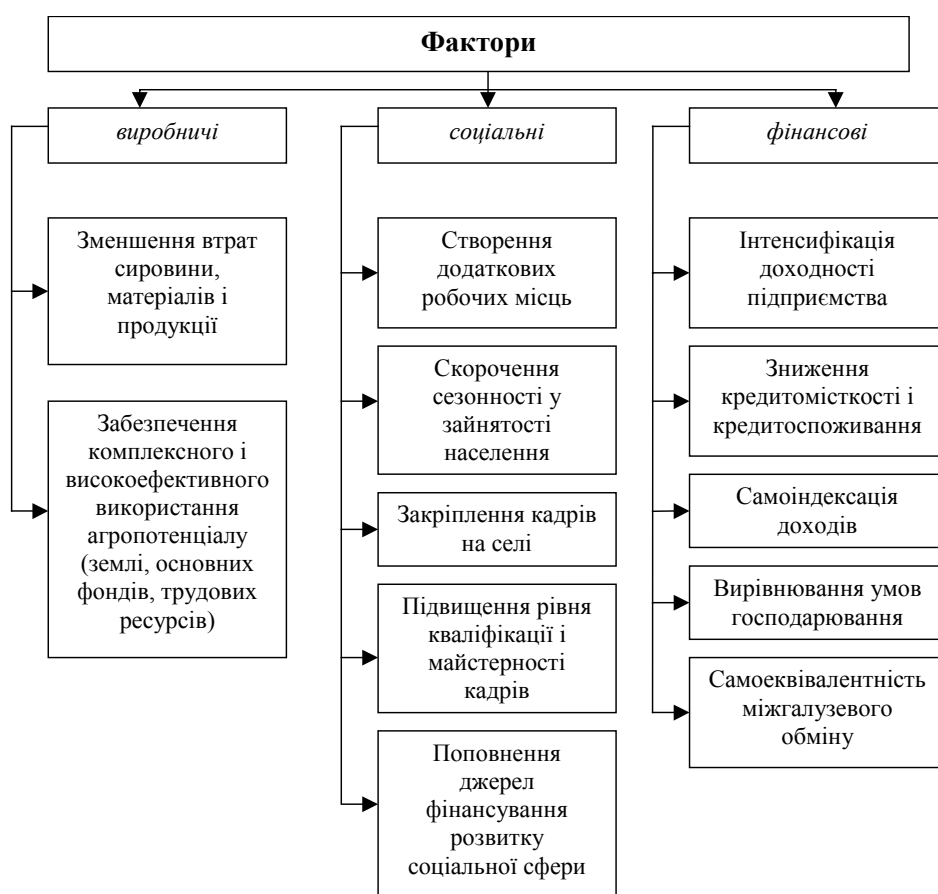 Фактори
виробничі
соціальні
фінансові
Зменшення втрат
сировини,
матеріалів і
продукції
Забезпечення
комплексного і
високоефективного
використання
агропотенціалу
(землі, основних
фондів, трудових
ресурсів)
Створення
додаткових
робочих місць
Скорочення
сезонності у
зайнятості
населення
Закріплення кадрів
на селі
Підвищення рівня
кваліфікації і
майстерності
кадрів
Поповнення
джерел
фінансування
розвитку
соціальної сфери
Інтенсифікація
доходності
підприємства
Зниження
кредитомісткості і
кредитоспоживання
Самоіндексація
доходів
Вирівнювання умов
господарювання
Самоеквівалентність
міжгалузевого
обміну